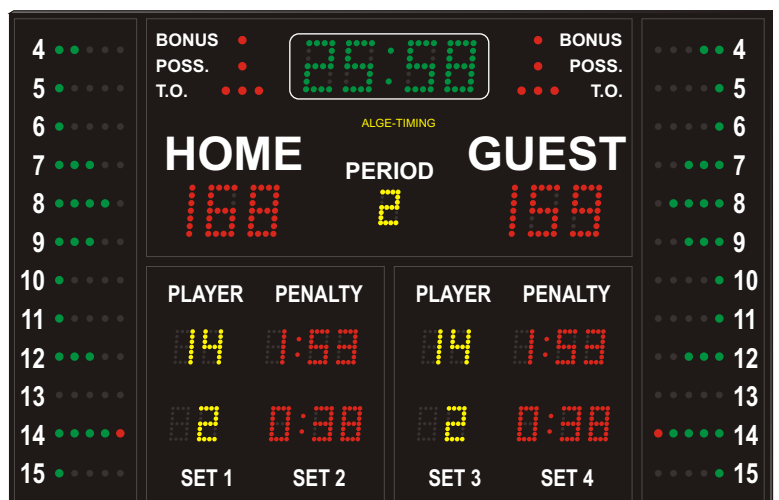 4
5
6
7
8
9
10
11
12
13
14
15
BONUS
POSS.
T.O.
25:58
BONUS
POSS.
T.O.
ALGE-TIMING
HOME
PERIOD
GUEST
168
2
159
PLAYER PENALTY
14 1:53
2 0:38
SET 1 SET 2
PLAYER PENALTY
14 1:53
2 0:38
SET 3 SET 4
4
5
6
7
8
9
10
11
12
13
14
15